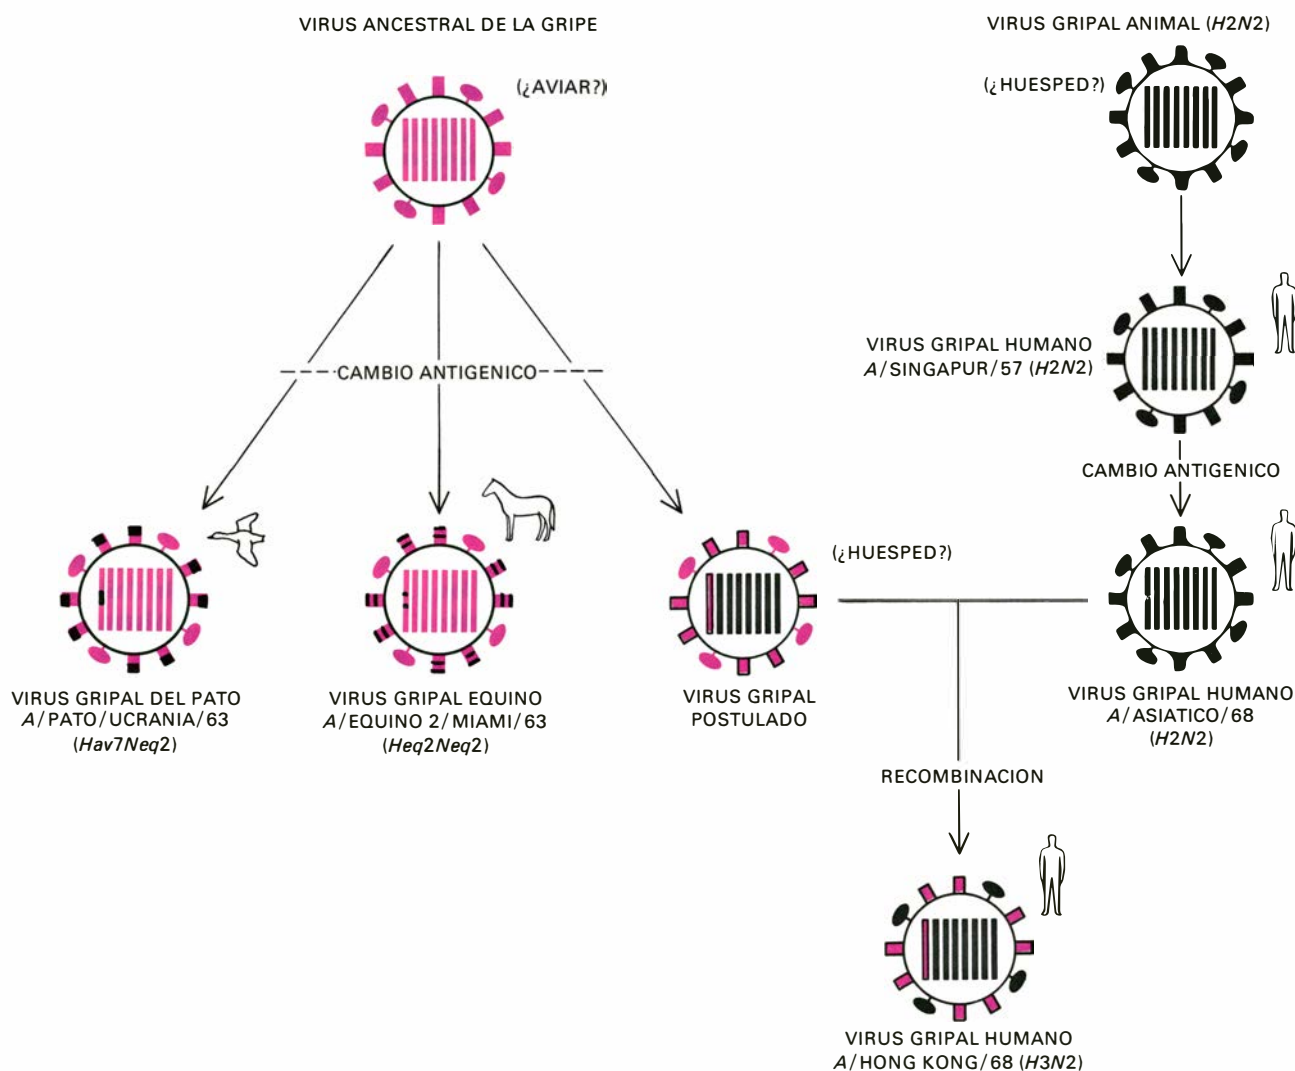 VIRUS ANCESTRAL DE LA GRIPE
(¿AVIAR?)
VIRUS GRIPAL ANIMAL (H2N2)
(¿HUESPED?)
VIRUS GRIPAL HUMANO
A/SINGAPUR/57 (H2N2)
CAMBIO ANTIGENICO
CAMBIO ANTIGENICO
(¿HUESPED?)
VIRUS GRIPAL DEL PATO
A/PATO/UCRANIA/63
(Hav7Neq2)
VIRUS GRIPAL EQUINO
A/EQUINO 2/MIAMI/63
(Heq2Neq2)
VIRUS GRIPAL
POSTULADO
VIRUS GRIPAL HUMANO
A/ASIATICO/68
(H2N2)
RECOMBINACION
VIRUS GRIPAL HUMANO
A/HONG KONG/68 (H3N2)